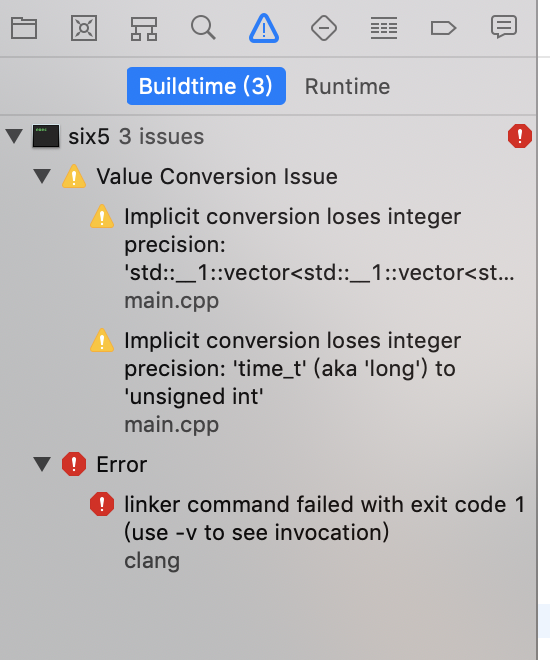 Buildtime (3) Runtime
six5 3 issues
Value Conversion Issue
Implicit conversion loses integer
precision:
'std::__1::vector<std::__1::vector<st...
main.cpp
Implicit conversion loses integer
precision: 'time_t' (aka 'long') to
'unsigned int'
main.cpp
Error
linker command failed with exit code 1
(use -v to see invocation)
clang